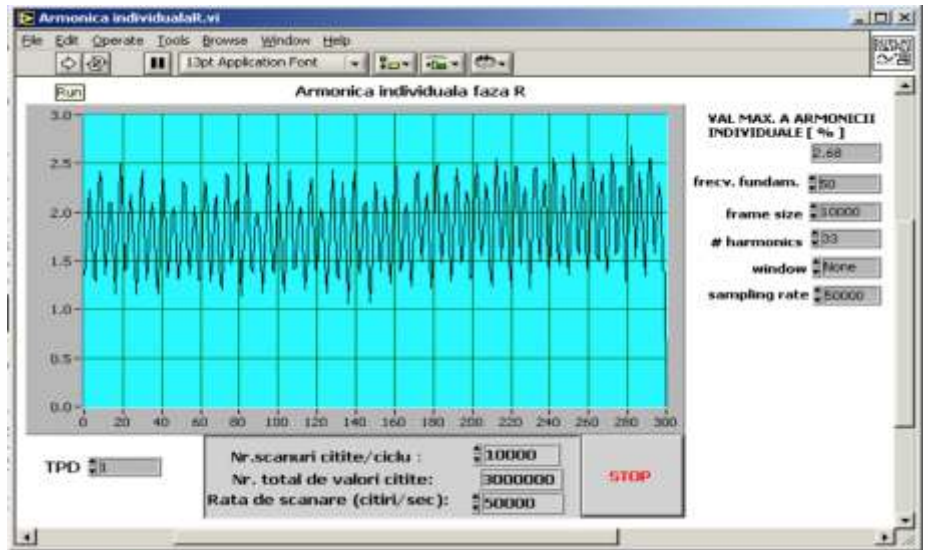 Armonica individualaR.vi
File Edit Operate Tools Browse Window Help
13pt Application Font
Run
Armonica individuala faza R
3.0
2.5
2.0
1.5
1.0
0.5
0.0
0 20 40 60 80 100 120 140 160 180 200 220 240 260 280 300
VAL MAX. A ARMONICII
INDIVIDUALE [ % ]
2.68
frecv. fundam. 50
frame size 10000
# harmonics 33
window None
sampling rate 50000
TPD 1
Nr.scanuri citite/ciclu : 10000
Nr. total de valori citite: 3000000
Rata de scanare (citiri/sec): 50000
STOP